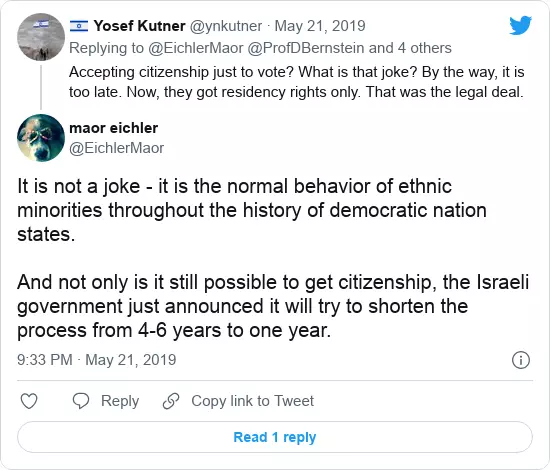 🇮🇱 Yosef Kutner @ynkutner · May 21, 2019
Replying to @EichlerMaor @ProfDBernstein and 4 others
Accepting citizenship just to vote? What is that joke? By the way, it is
too late. Now, they got residency rights only. That was the legal deal.
maor eichler
@EichlerMaor
It is not a joke - it is the normal behavior of ethnic
minorities throughout the history of democratic nation
states.
And not only is it still possible to get citizenship, the Israeli
government just announced it will try to shorten the
process from 4-6 years to one year.
9:33 PM · May 21, 2019
Reply
Copy link to Tweet
Read 1 reply